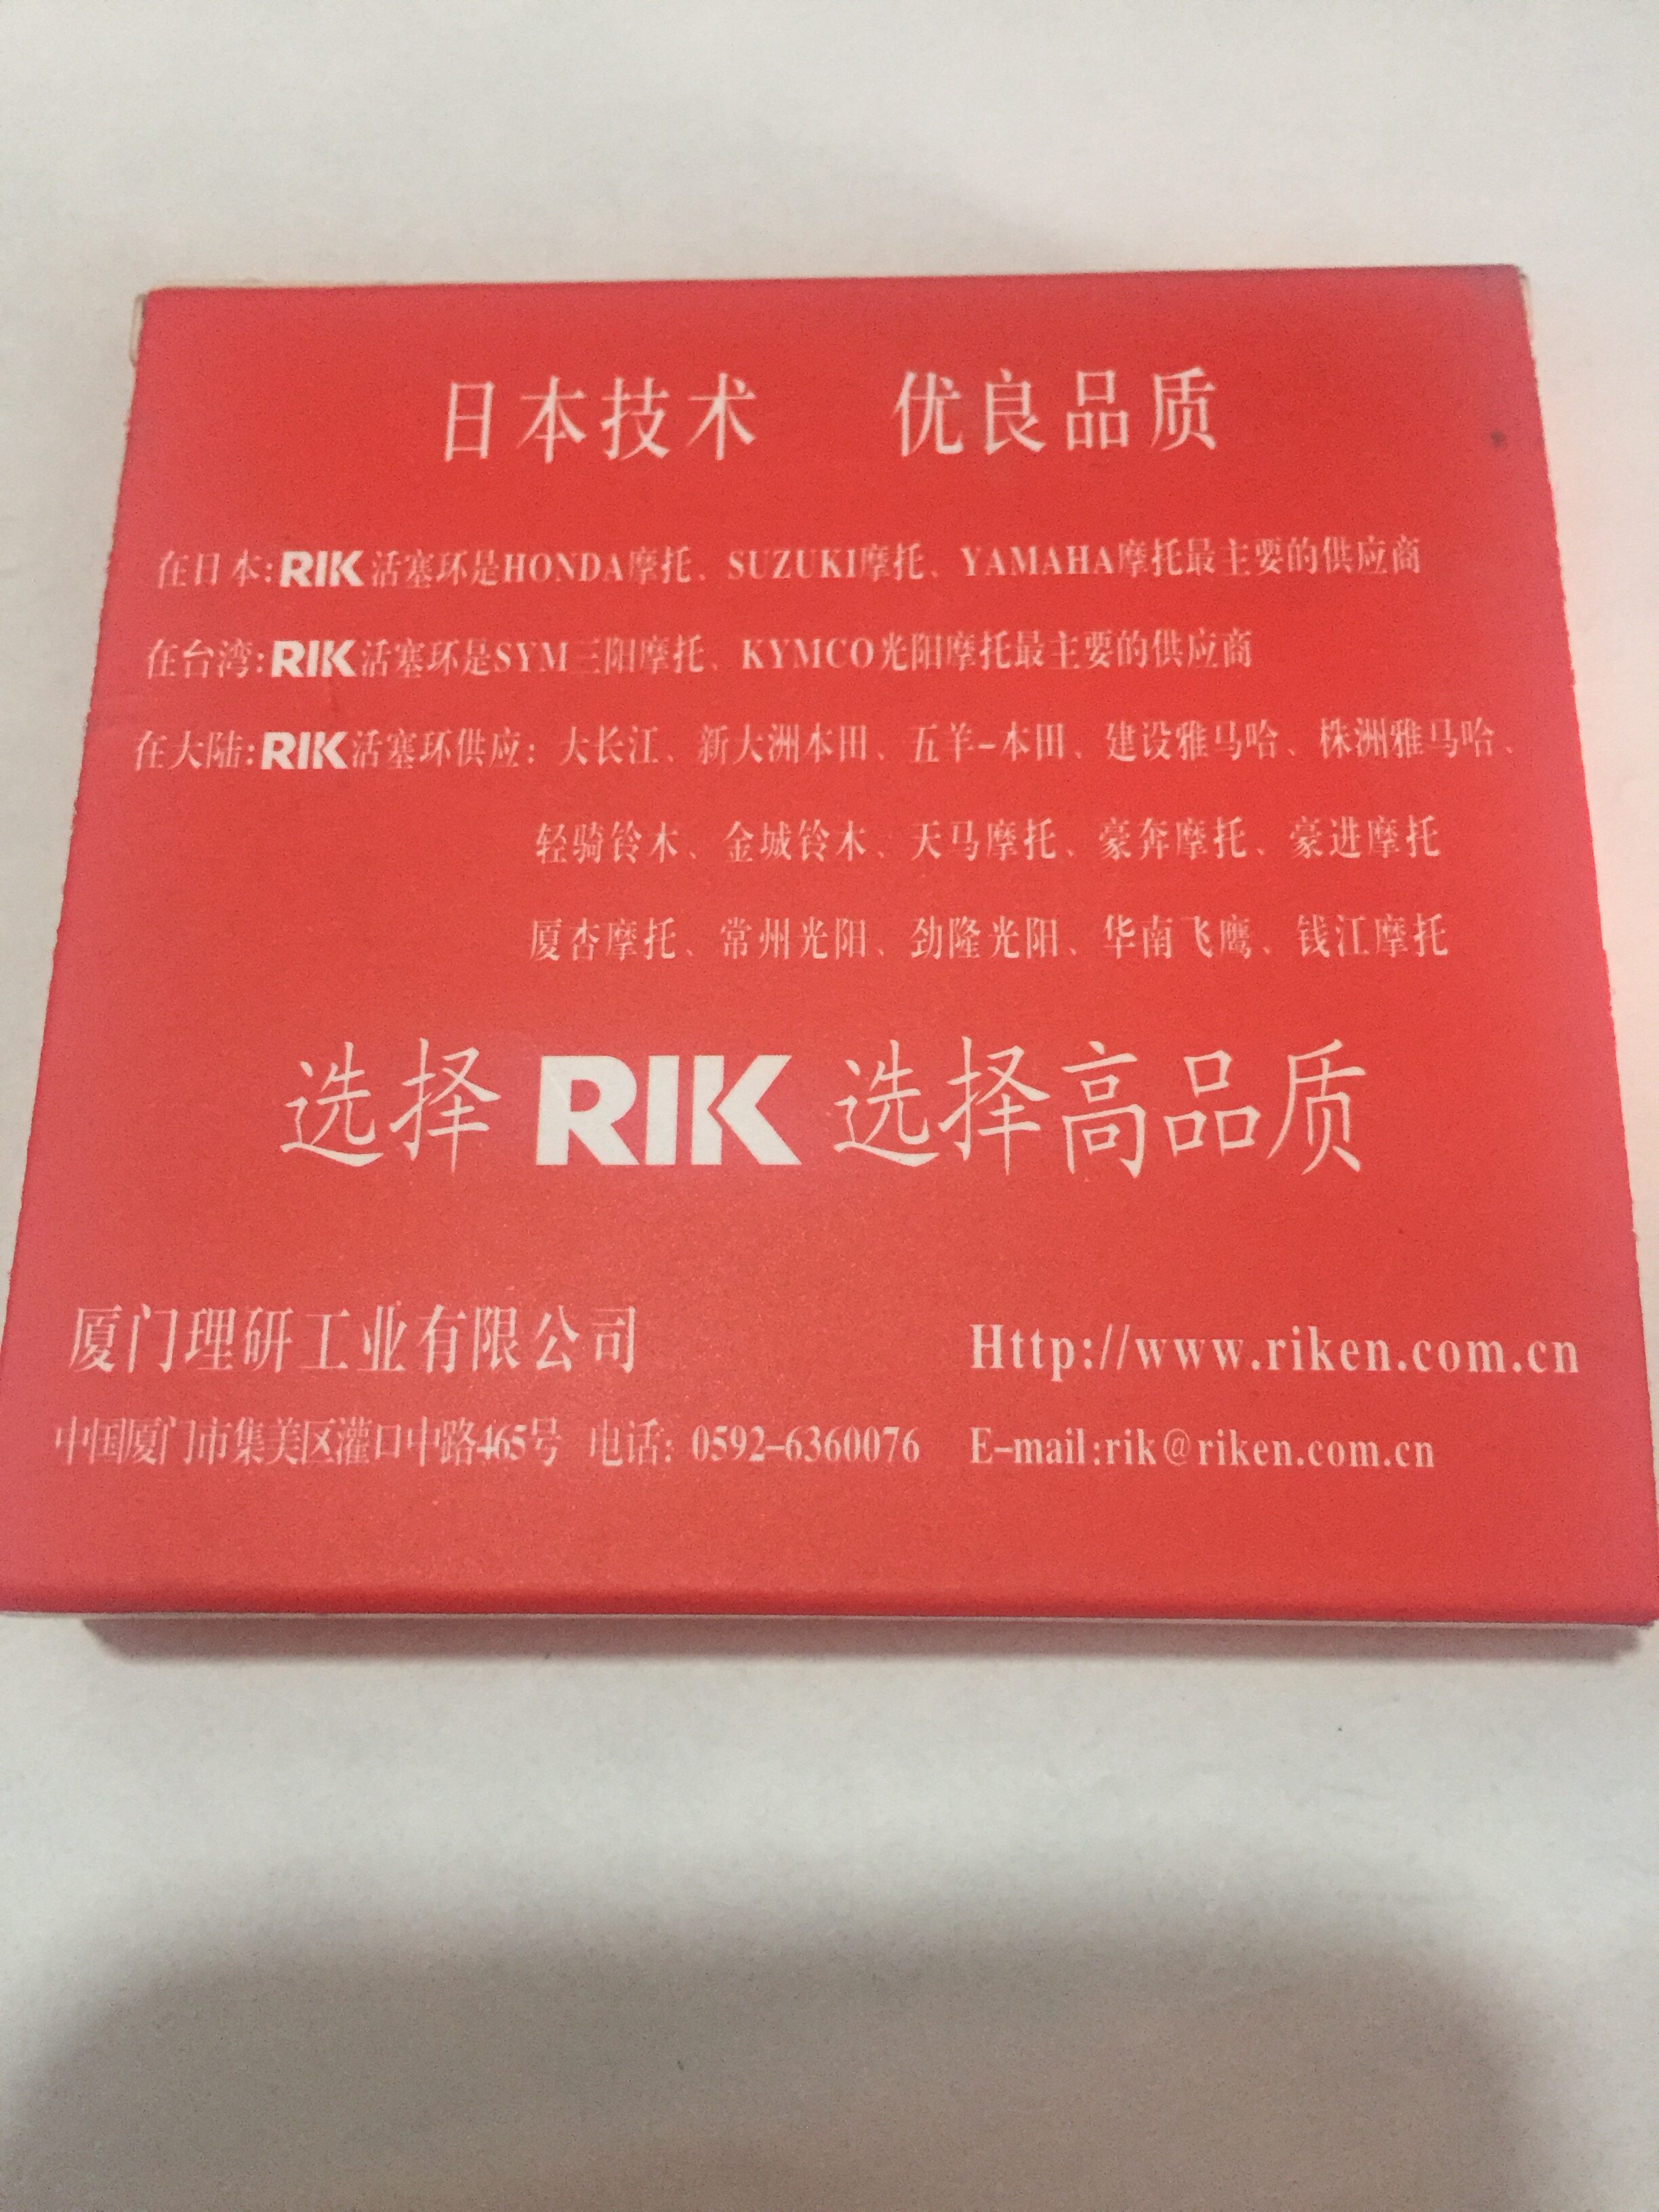 日本技术 优良品质
在日本:RIK活塞环是HONDA摩托、SUZUKI摩托、YAMAHA摩托最主要的供应商
在台湾:RIK活塞环是SYM三阳摩托、KYMCO光阳摩托最主要的供应商
在大陆:RIK活塞环供应：大长江、新大洲本田、五羊-本田、建设雅马哈、株洲雅马哈、
轻骑铃木、金城铃木、天马摩托、豪奔摩托、豪进摩托
厦杏摩托、常州光阳、劲隆光阳、华南飞鹰、钱江摩托
选择 RIK 选择高品质
厦门理研工业有限公司 Http://www.riken.com.cn
中国厦门市集美区灌口中路465号 电话：0592-6360076 E-mail:rik@riken.com.cn